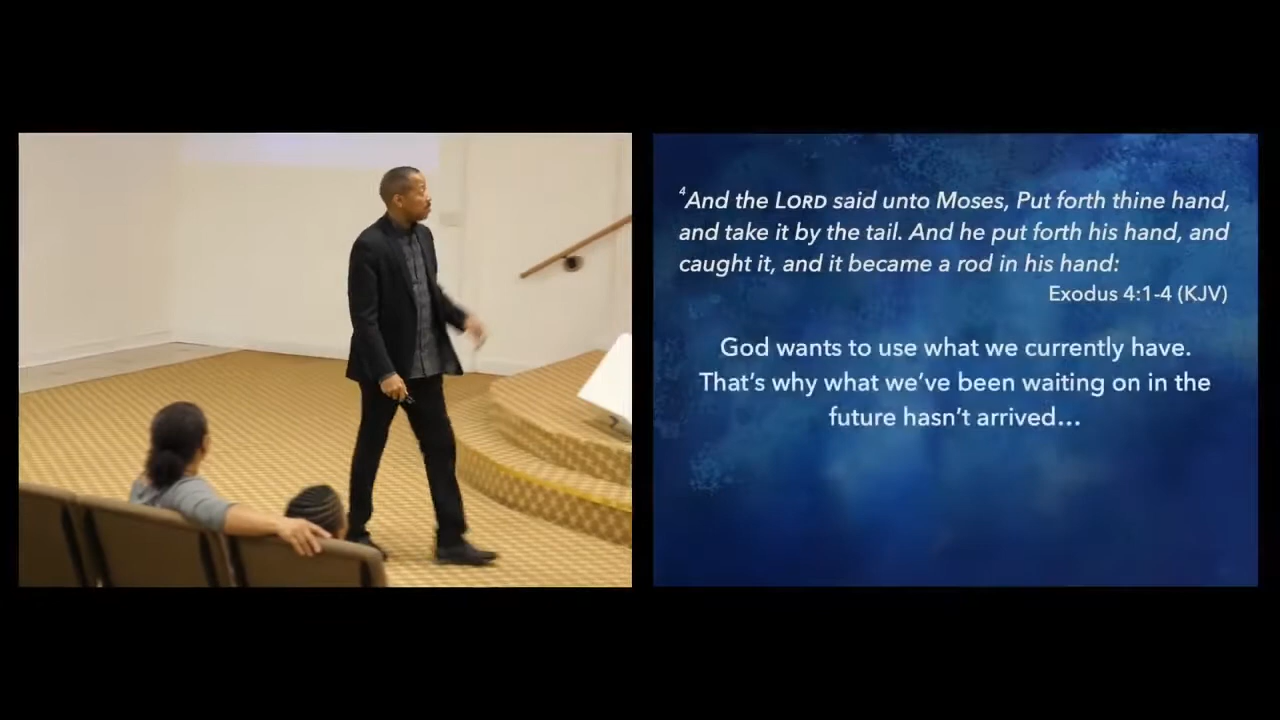 ⁴And the LORD said unto Moses, Put forth thine hand,
and take it by the tail. And he put forth his hand, and
caught it, and it became a rod in his hand:
Exodus 4:1-4 (KJV)
God wants to use what we currently have.
That's why what we've been waiting on in the
future hasn't arrived…